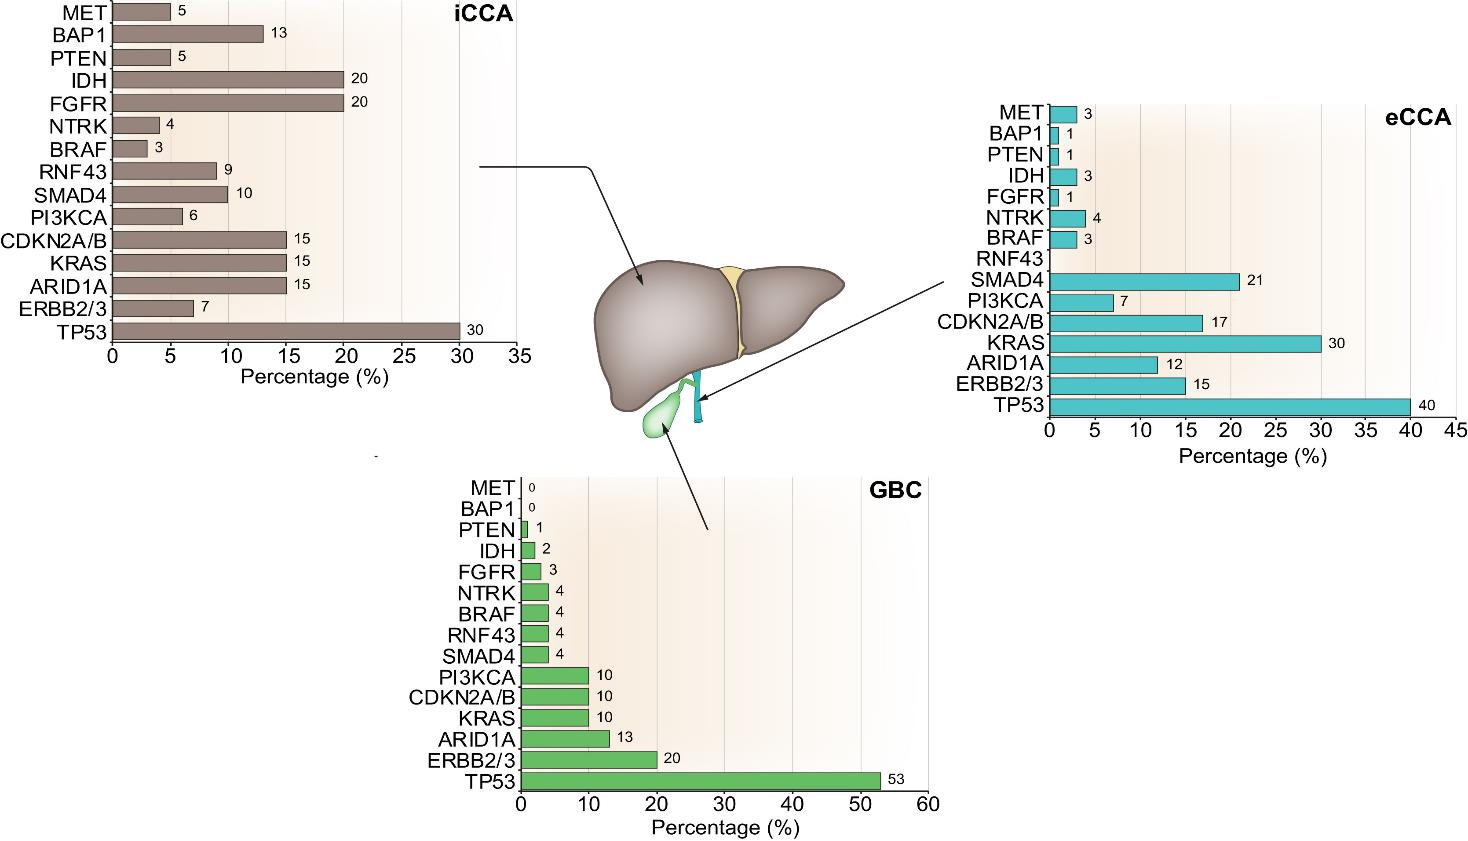 iCCA
MET 5
BAP1 13
PTEN 5
IDH 20
FGFR 20
NTRK 4
BRAF 3
RNF43 9
SMAD4 10
PI3KCA 6
CDKN2A/B 15
KRAS 15
ARID1A 15
ERBB2/3 7
TP53 30
0 5 10 15 20 25 30 35
Percentage (%)
eCCA
MET 3
BAP1 1
PTEN 1
IDH 3
FGFR 1
NTRK 4
BRAF 3
RNF43
SMAD4 21
PI3KCA 7
CDKN2A/B 17
KRAS 30
ARID1A 12
ERBB2/3 15
TP53 40
0 5 10 15 20 25 30 35 40 45
Percentage (%)
GBC
MET 0
BAP1 0
PTEN 1
IDH 2
FGFR 3
NTRK 4
BRAF 4
RNF43 4
SMAD4 4
PI3KCA 10
CDKN2A/B 10
KRAS 10
ARID1A 13
ERBB2/3 20
TP53 53
0 10 20 30 40 50 60
Percentage (%)